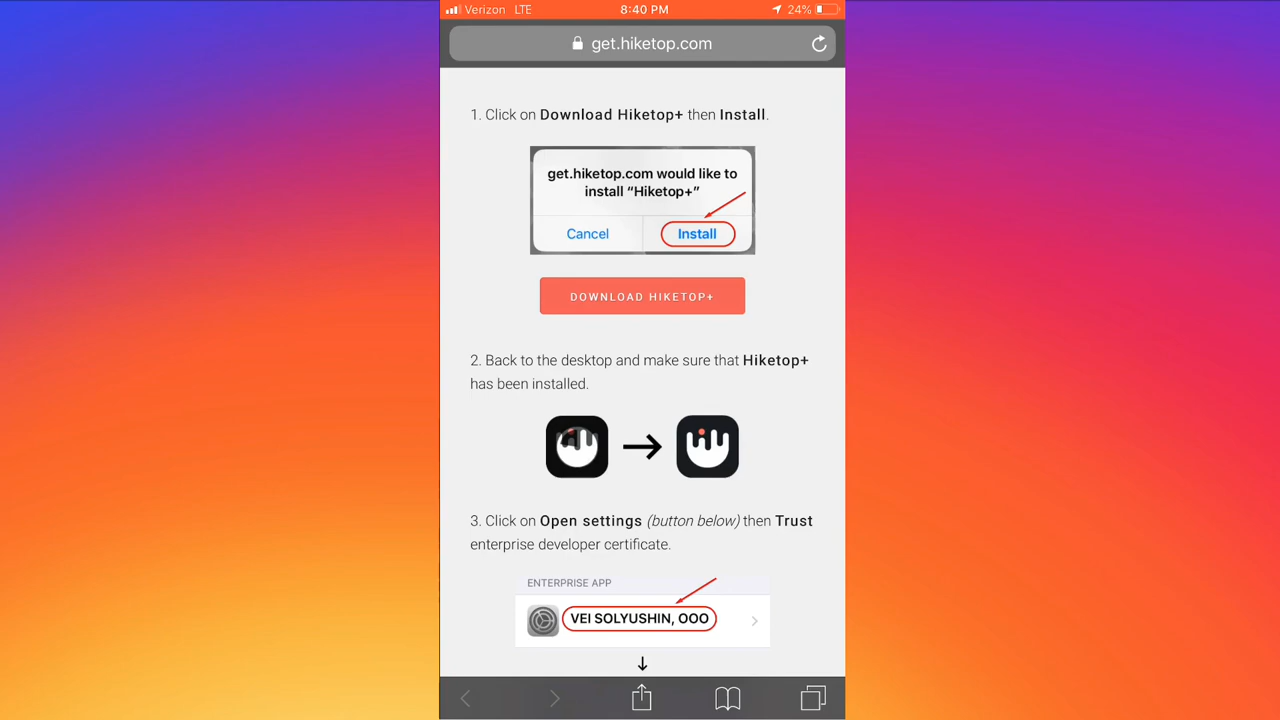 Verizon LTE 8:40 PM 24%
get.hiketop.com
1. Click on Download Hiketop+ then Install.
get.hiketop.com would like to
install “Hiketop+”
Cancel Install
DOWNLOAD HIKETOP+
2. Back to the desktop and make sure that Hiketop+
has been installed.
3. Click on Open settings (button below) then Trust
enterprise developer certificate.
ENTERPRISE APP
VEI SOLYUSHIN, OOO